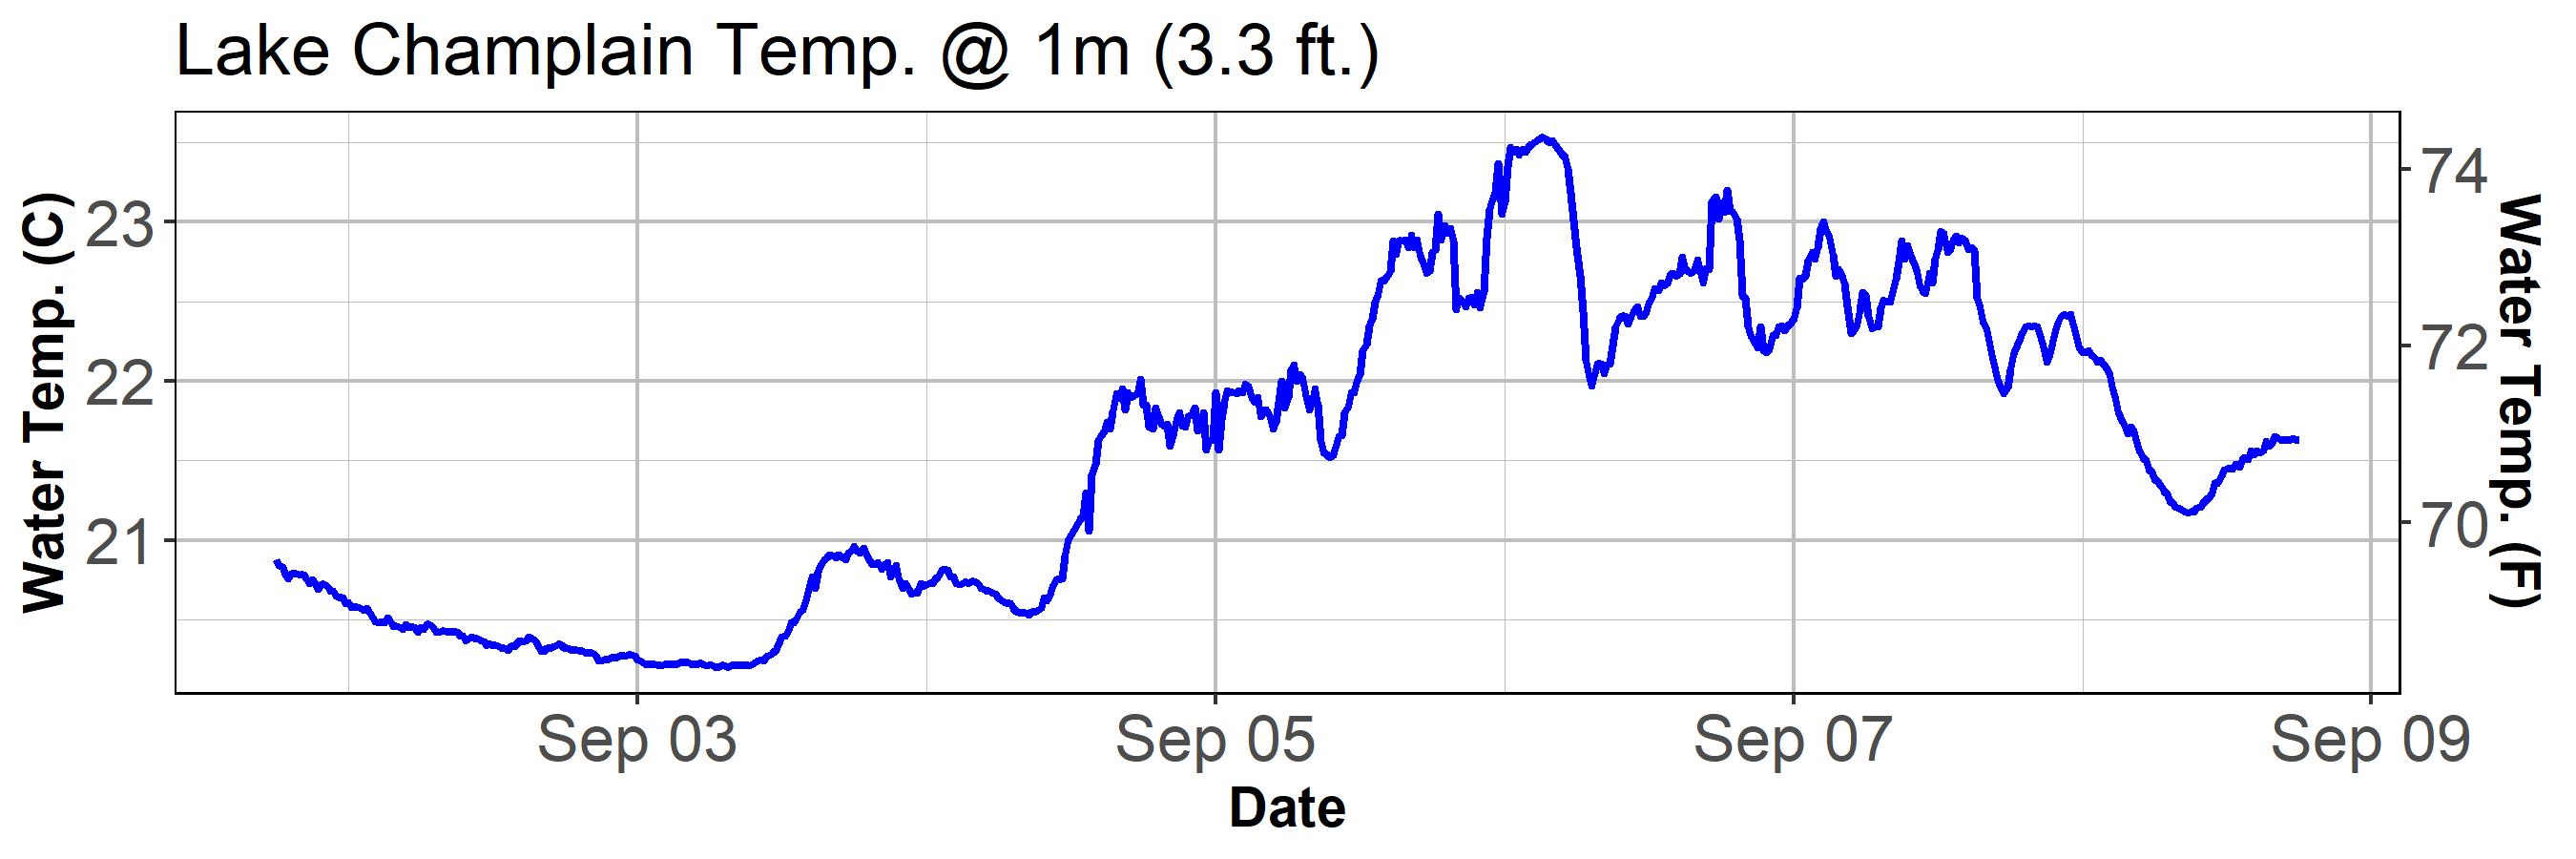 Lake Champlain Temp. @ 1m (3.3 ft.)
Water Temp. (C)
23
22
21
74
72
70
Water Temp. (F)
Sep 03
Sep 05
Sep 07
Sep 09
Date